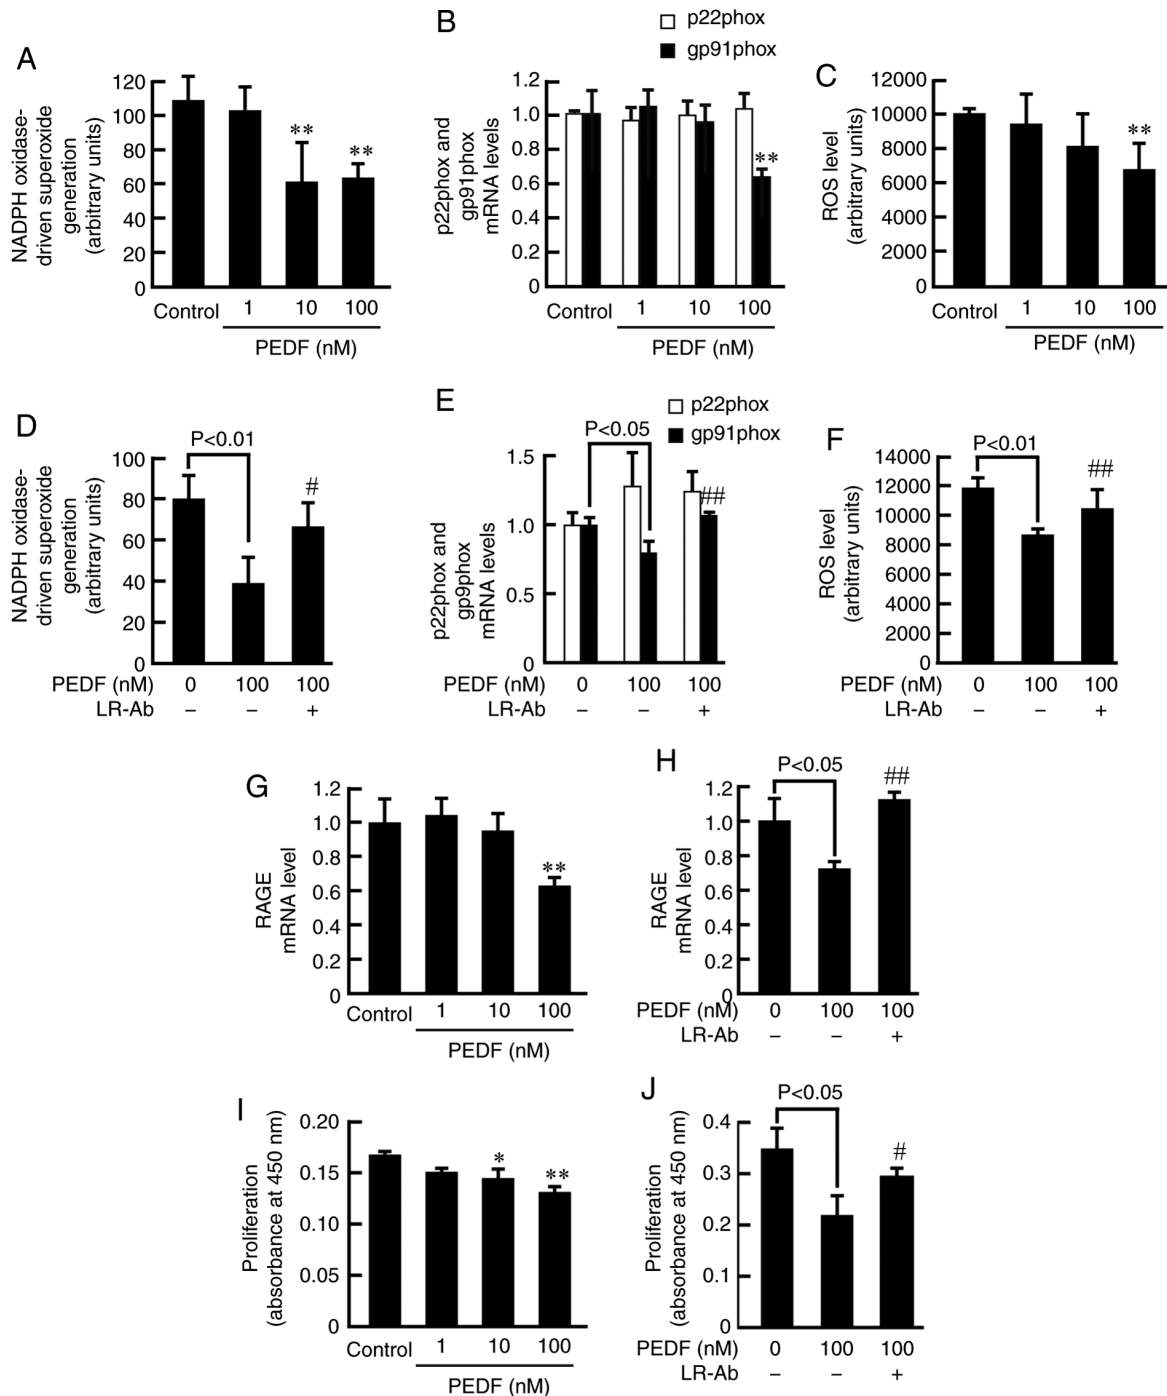 A
NADPH oxidase-
driven superoxide
generation
(arbitrary units)
120
100
80
60
40
20
0
**
**
Control
1
10
100
PEDF (nM)
B
p22phox
gp91phox
p22phox and
gp91phox
mRNA levels
1.2
1.0
0.8
0.6
0.4
0.2
0
**
Control
1
10
100
PEDF (nM)
C
ROS level
(arbitrary units)
12000
10000
8000
6000
4000
2000
0
**
Control
1
10
100
PEDF (nM)
D
NADPH oxidase-
driven superoxide
generation
(arbitrary units)
100
80
60
40
20
0
P<0.01
#
PEDF (nM) 0 100 100
LR-Ab – – +
E
p22phox
gp91phox
p22phox and
gp9phox
mRNA levels
1.5
1.0
0.5
0
P<0.05
##
PEDF (nM) 0 100 100
LR-Ab – – +
F
ROS level
(arbitrary units)
14000
12000
10000
8000
6000
4000
2000
0
P<0.01
##
PEDF (nM) 0 100 100
LR-Ab – – +
G
RAGE
mRNA level
1.2
1.0
0.8
0.6
0.4
0.2
0
**
Control
1
10
100
PEDF (nM)
H
RAGE
mRNA level
1.2
1.0
0.8
0.6
0.4
0.2
0
P<0.05
##
PEDF (nM) 0 100 100
LR-Ab – – +
I
Proliferation
(absorbance at 450 nm)
0.20
0.15
0.10
0.05
0
*
**
Control
1
10
100
PEDF (nM)
J
Proliferation
(absorbance at 450 nm)
0.4
0.3
0.2
0.1
0
P<0.05
#
PEDF (nM) 0 100 100
LR-Ab – – +